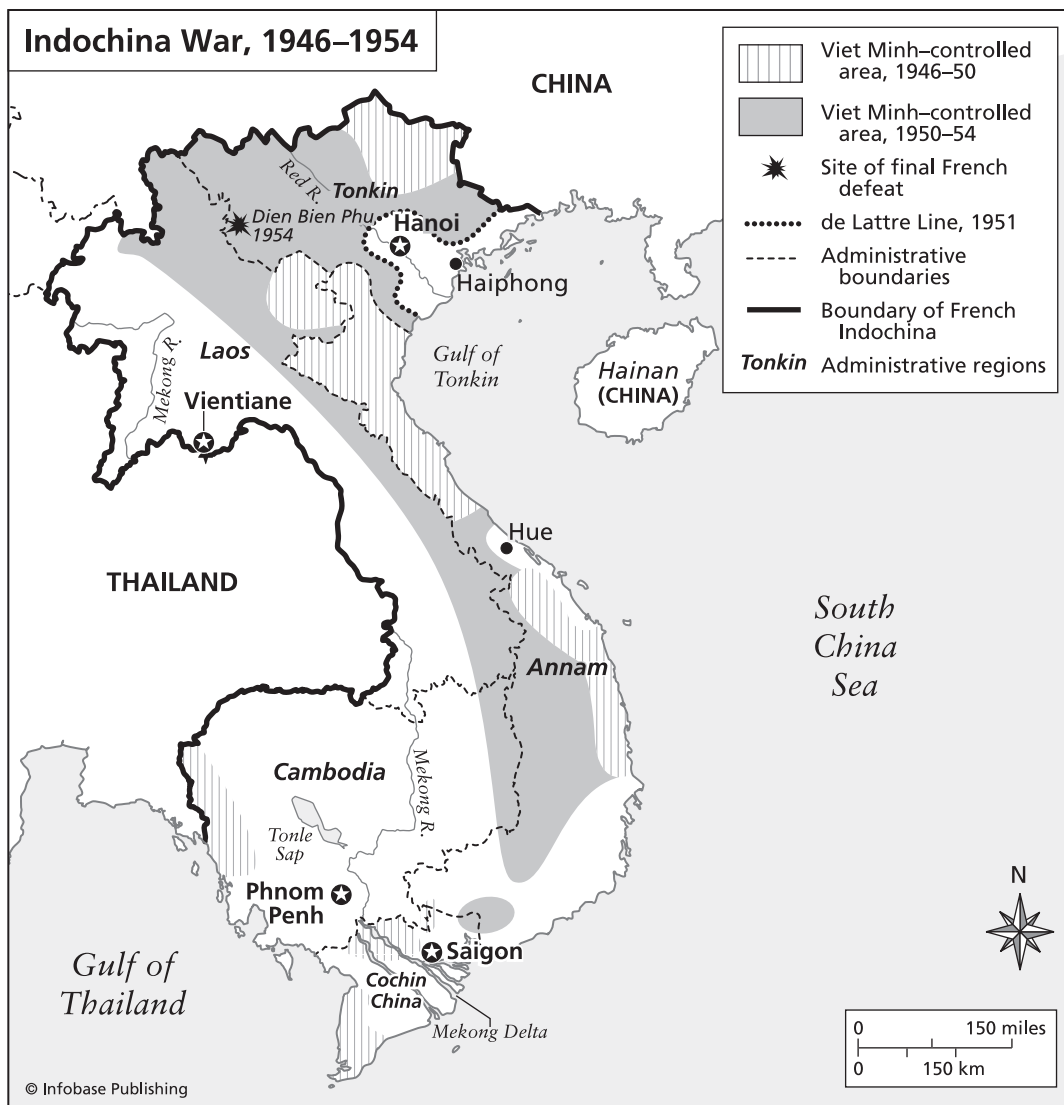 Indochina War, 1946–1954
Viet Minh–controlled
area, 1946–50
Viet Minh–controlled
area, 1950–54
Site of final French
defeat
de Lattre Line, 1951
Administrative
boundaries
Boundary of French
Indochina
Tonkin Administrative regions
CHINA
Red R.
Tonkin
Dien Bien Phu
1954
Hanoi
Haiphong
Laos
Mekong R.
Vientiane
Gulf of
Tonkin
Hainan
(CHINA)
Hue
THAILAND
South
China
Sea
Annam
Cambodia
Mekong R.
Tonle
Sap
Phnom
Penh
Saigon
Cochin
China
Mekong Delta
Gulf of
Thailand
N
0 150 miles
0 150 km
© Infobase Publishing